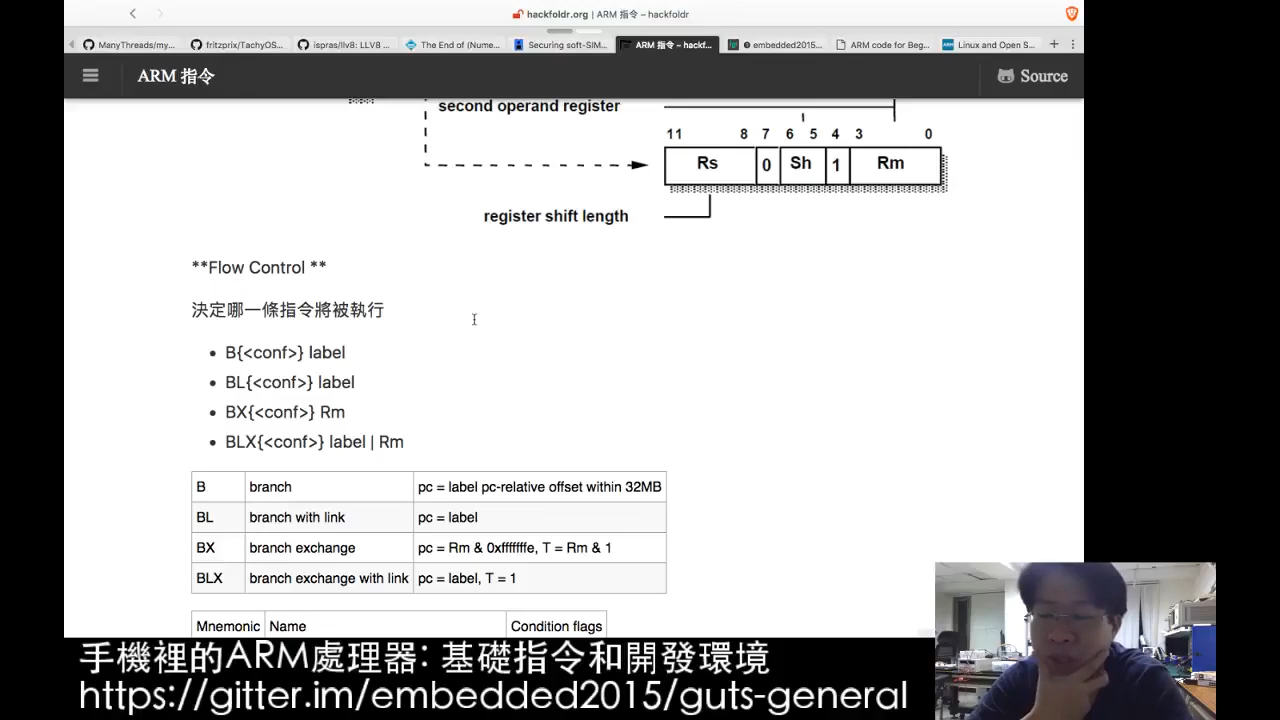 hackfoldr.org | ARM 指令 – hackfoldr
ManyThreads/my...
fritzprix/TachyOS...
ispras/llv8: LLV8 ...
The End of (Nume...
Securing soft-SIM...
ARM 指令 – hackf...
embedded2015...
ARM code for Beg...
Linux and Open S...
ARM 指令
Source
second operand register
11 8 7 6 5 4 3 0
Rs 0 Sh 1 Rm
register shift length
**Flow Control **
決定哪一條指令將被執行
• B{<conf>} label
• BL{<conf>} label
• BX{<conf>} Rm
• BLX{<conf>} label | Rm
B branch pc = label pc-relative offset within 32MB
BL branch with link pc = label
BX branch exchange pc = Rm & 0xfffffffe, T = Rm & 1
BLX branch exchange with link pc = label, T = 1
Mnemonic Name Condition flags
手機裡的ARM處理器: 基礎指令和開發環境
https://gitter.im/embedded2015/guts-general